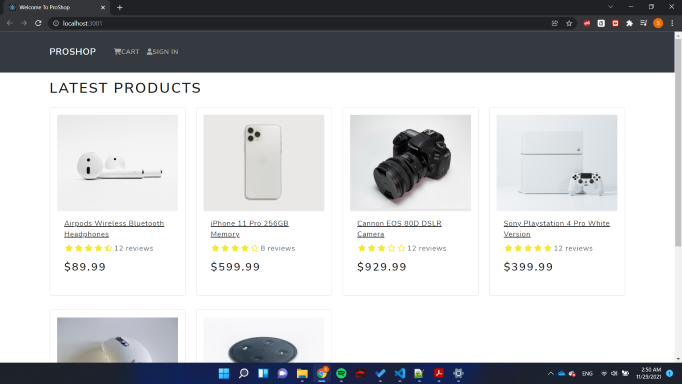 Welcome To ProShop
localhost:3001
PROSHOP
CART
SIGN IN
LATEST PRODUCTS
Airpods Wireless Bluetooth
Headphones
12 reviews
$89.99
iPhone 11 Pro 256GB
Memory
8 reviews
$599.99
Cannon EOS 80D DSLR
Camera
12 reviews
$929.99
Sony Playstation 4 Pro White
Version
12 reviews
$399.99
ENG
2:50 AM
11/29/2021